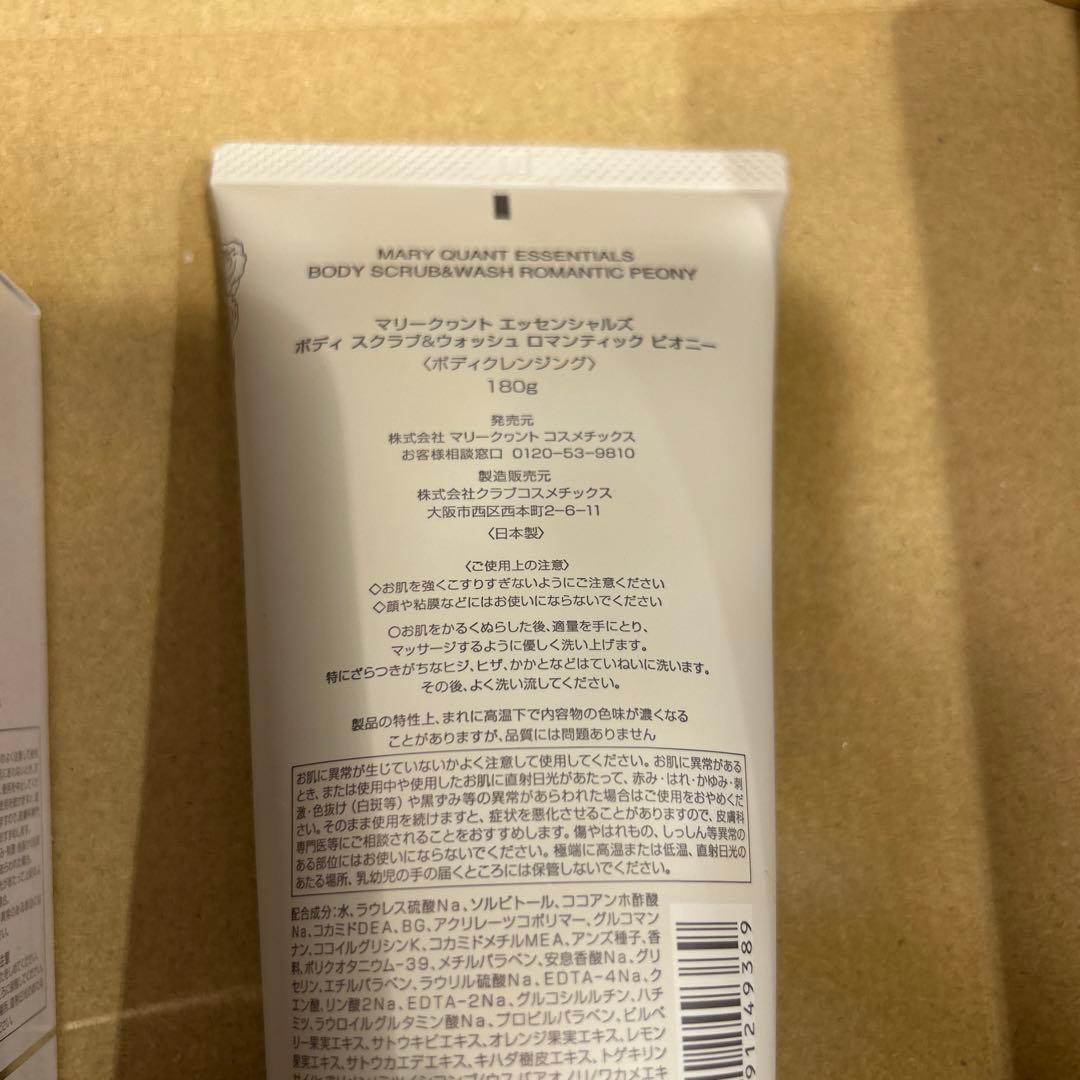 MARY QUANT ESSENTIALS
BODY SCRUB&WASH ROMANTIC PEONY
マリークヮント エッセンシャルズ
ボディ スクラブ&ウォッシュ ロマンティック ピオニー
〈ボディクレンジング〉
180g
発売元
株式会社 マリークヮント コスメチックス
お客様相談窓口 0120-53-9810
製造販売元
株式会社クラブコスメチックス
大阪市西区西本町2-6-11
〈日本製〉
〈ご使用上の注意〉
◇お肌を強くこすりすぎないようにご注意ください
◇顔や粘膜などにはお使いにならないでください
○お肌をかるくぬらした後、適量を手にとり、
マッサージするように優しく洗い上げます。
特にざらつきがちなヒジ、ヒザ、かかとなどはていねいに洗います。
その後、よく洗い流してください。
製品の特性上、まれに高温下で内容物の色味が濃くなる
ことがありますが、品質には問題ありません
お肌に異常が生じていないかよく注意して使用してください。お肌に異常がある
とき、または使用中や使用したお肌に直射日光があたって、赤み・はれ・かゆみ・刺
激・色抜け(白斑等)や黒ずみ等の異常があらわれた場合はご使用をおやめくだ
さい。そのまま使用を続けますと、症状を悪化させることがありますので、皮膚科
専門医等にご相談されることをおすすめします。傷やはれもの、しっしん等異常の
ある部位にはお使いにならないでください。極端に高温または低温、直射日光の
あたる場所、乳幼児の手の届くところには保管しないでください。
配合成分:水、ラウレス硫酸Na、ソルビトール、ココアンホ酢酸
Na、コカミドDEA、BG、アクリレーツコポリマー、グルコマン
ナン、ココイルグリシンK、コカミドメチルMEA、アンズ種子、香
料、ポリクオタニウム-39、メチルパラベン、安息香酸Na、グリ
セリン、エチルパラベン、ラウリル硫酸Na、EDTA-4Na、ク
エン酸、リン酸2Na、EDTA-2Na、グルコシルルチン、ハチ
ミツ、ラウロイルグルタミン酸Na、プロピルパラベン、ビルベ
リー果実エキス、サトウキビエキス、オレンジ果実エキス、レモン
果実エキス、サトウカエデエキス、キハダ樹皮エキス、トゲキリン
91249389